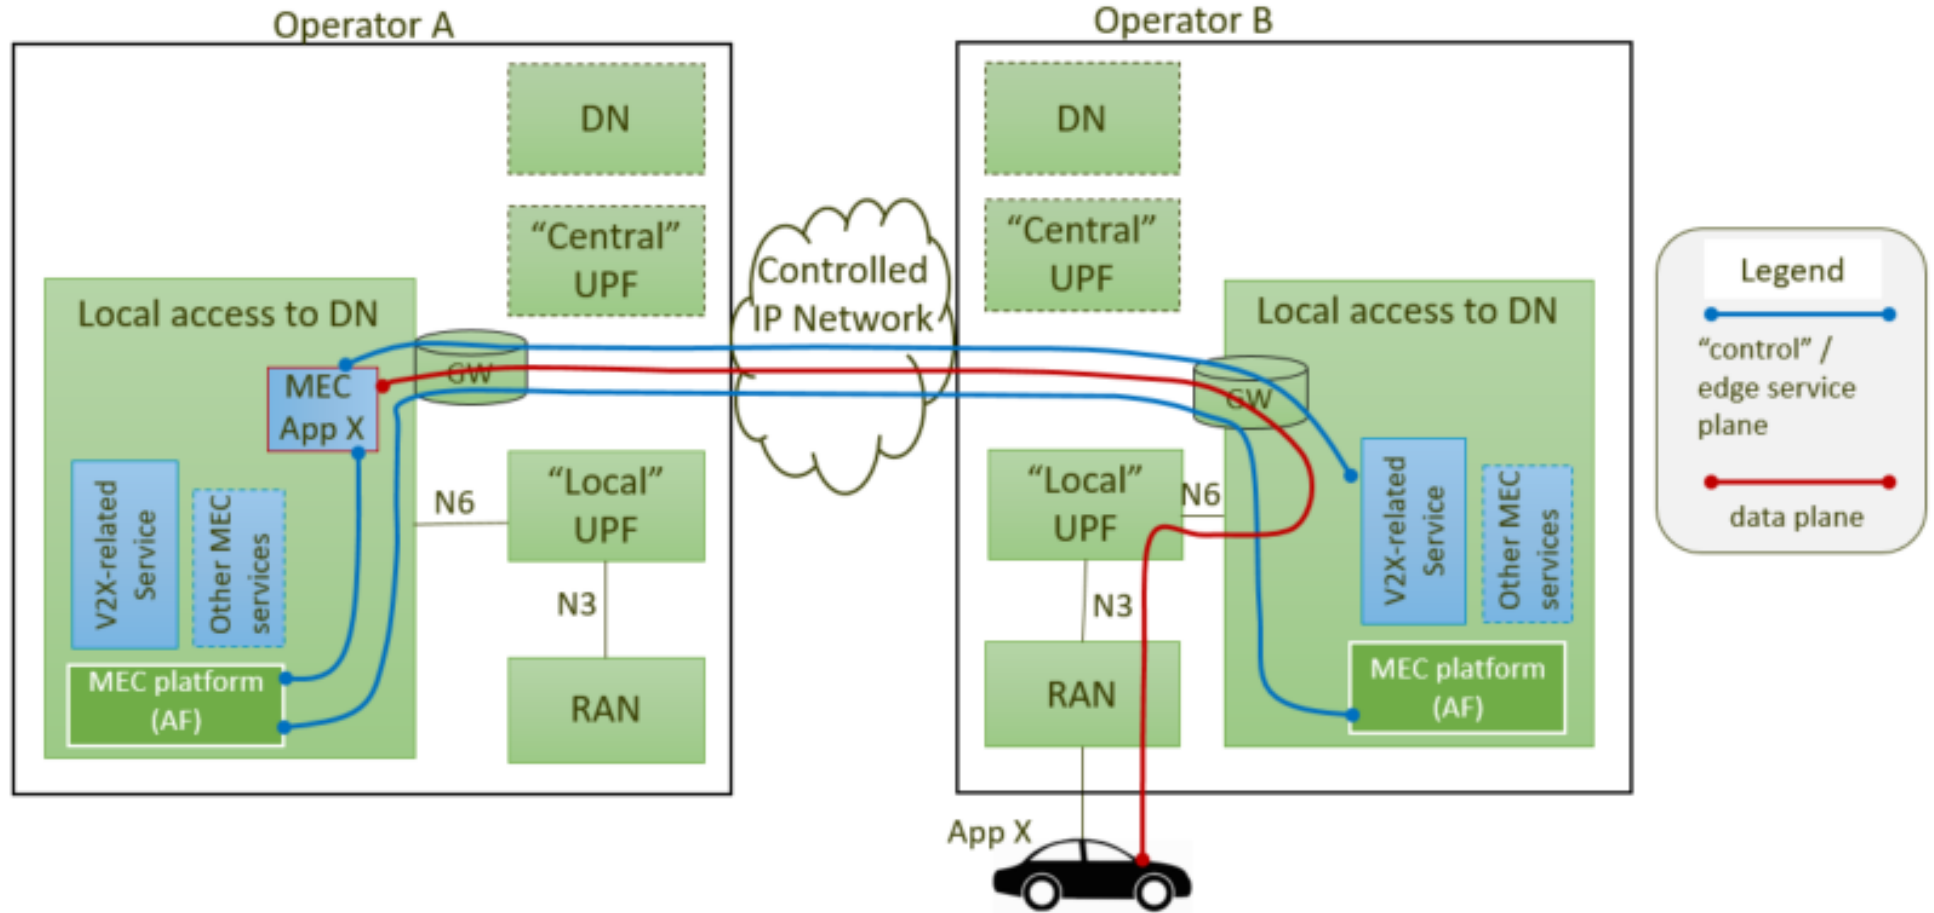 Operator A
DN
“Central”
UPF
Local access to DN
GW
MEC
App X
V2X-related
Service
Other MEC
services
N6
“Local”
UPF
N3
RAN
MEC platform
(AF)
Controlled
IP Network
Operator B
DN
“Central”
UPF
Local access to DN
GW
“Local”
UPF
N6
N3
RAN
V2X-related
Service
Other MEC
services
MEC platform
(AF)
App X
Legend
“control” /
edge service
plane
data plane